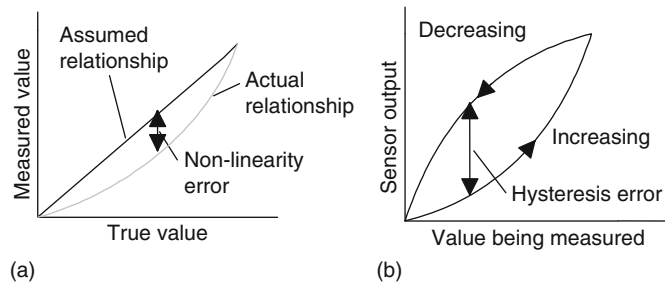 Measured value
Assumed
relationship
Actual
relationship
Non-linearity
error
True value
(a)
Sensor output
Decreasing
Increasing
Hysteresis error
Value being measured
(b)